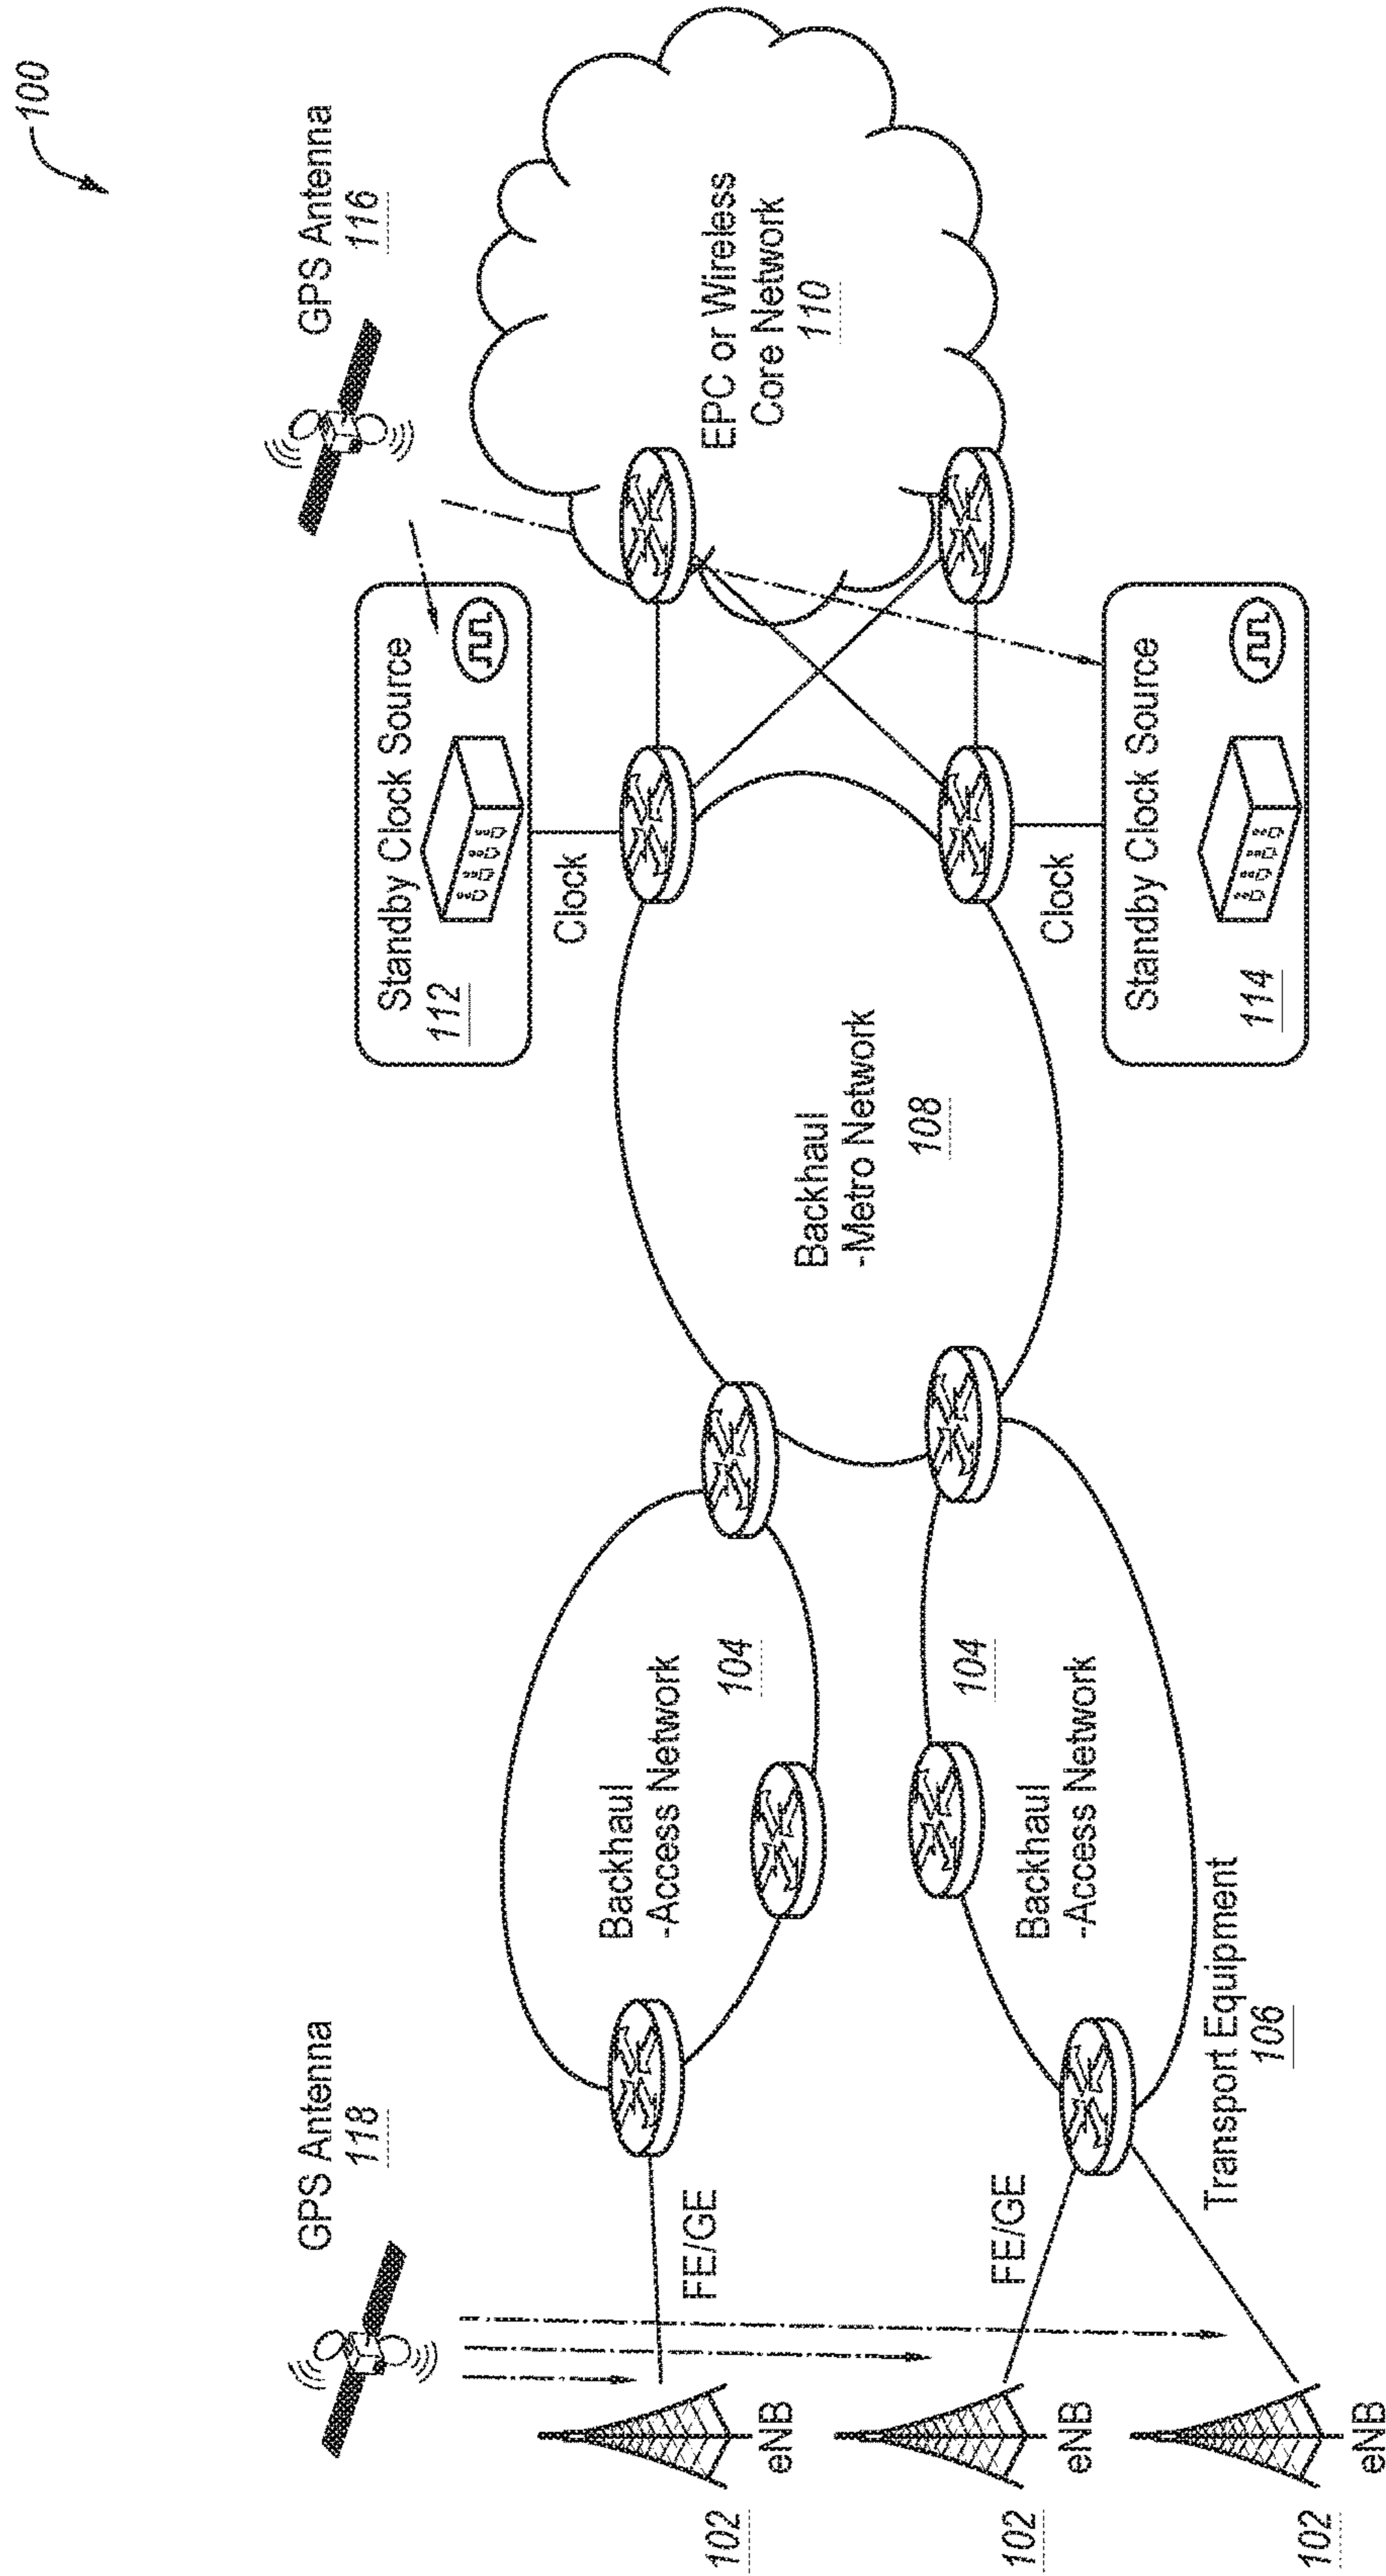 100
GPS Antenna
118
GPS Antenna
116
Standby Clock Source
112
Clock
EPC or Wireless
Core Network
110
Backhaul
-Access Network
104
Backhaul
-Metro Network
108
FE/GE
eNB
102
FE/GE
eNB
102
Backhaul
-Access Network
104
Clock
Standby Clock Source
114
Transport Equipment
106
eNB
102